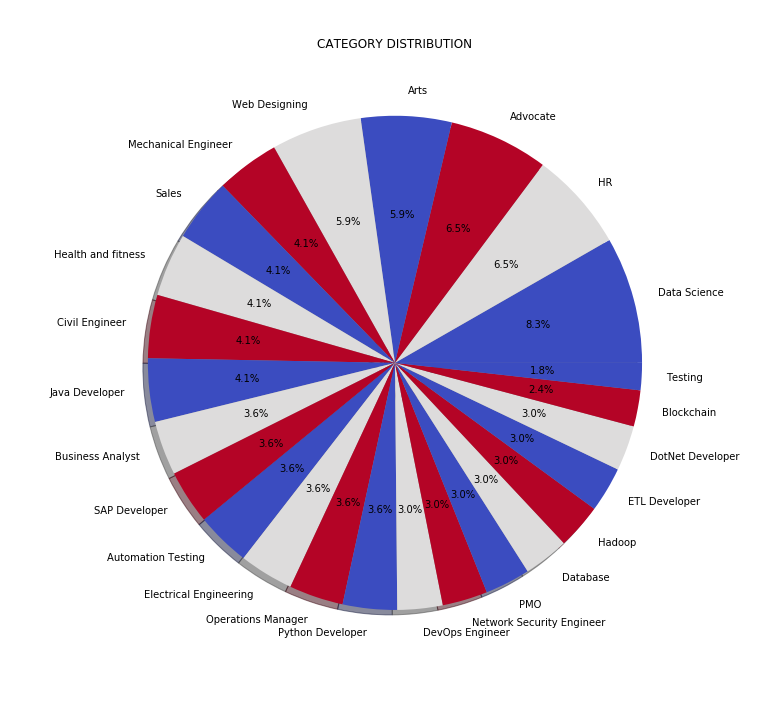 CATEGORY DISTRIBUTION
Arts
Web Designing
Advocate
Mechanical Engineer
HR
Sales
Health and fitness
Data Science
Civil Engineer
Testing
Java Developer
Blockchain
Business Analyst
DotNet Developer
SAP Developer
ETL Developer
Automation Testing
Hadoop
Electrical Engineering
Database
Operations Manager
PMO
Python Developer
Network Security Engineer
DevOps Engineer
8.3%
6.5%
6.5%
5.9%
5.9%
4.1%
4.1%
4.1%
4.1%
4.1%
3.6%
3.6%
3.6%
3.6%
3.6%
3.6%
3.0%
3.0%
3.0%
3.0%
3.0%
3.0%
3.0%
2.4%
1.8%